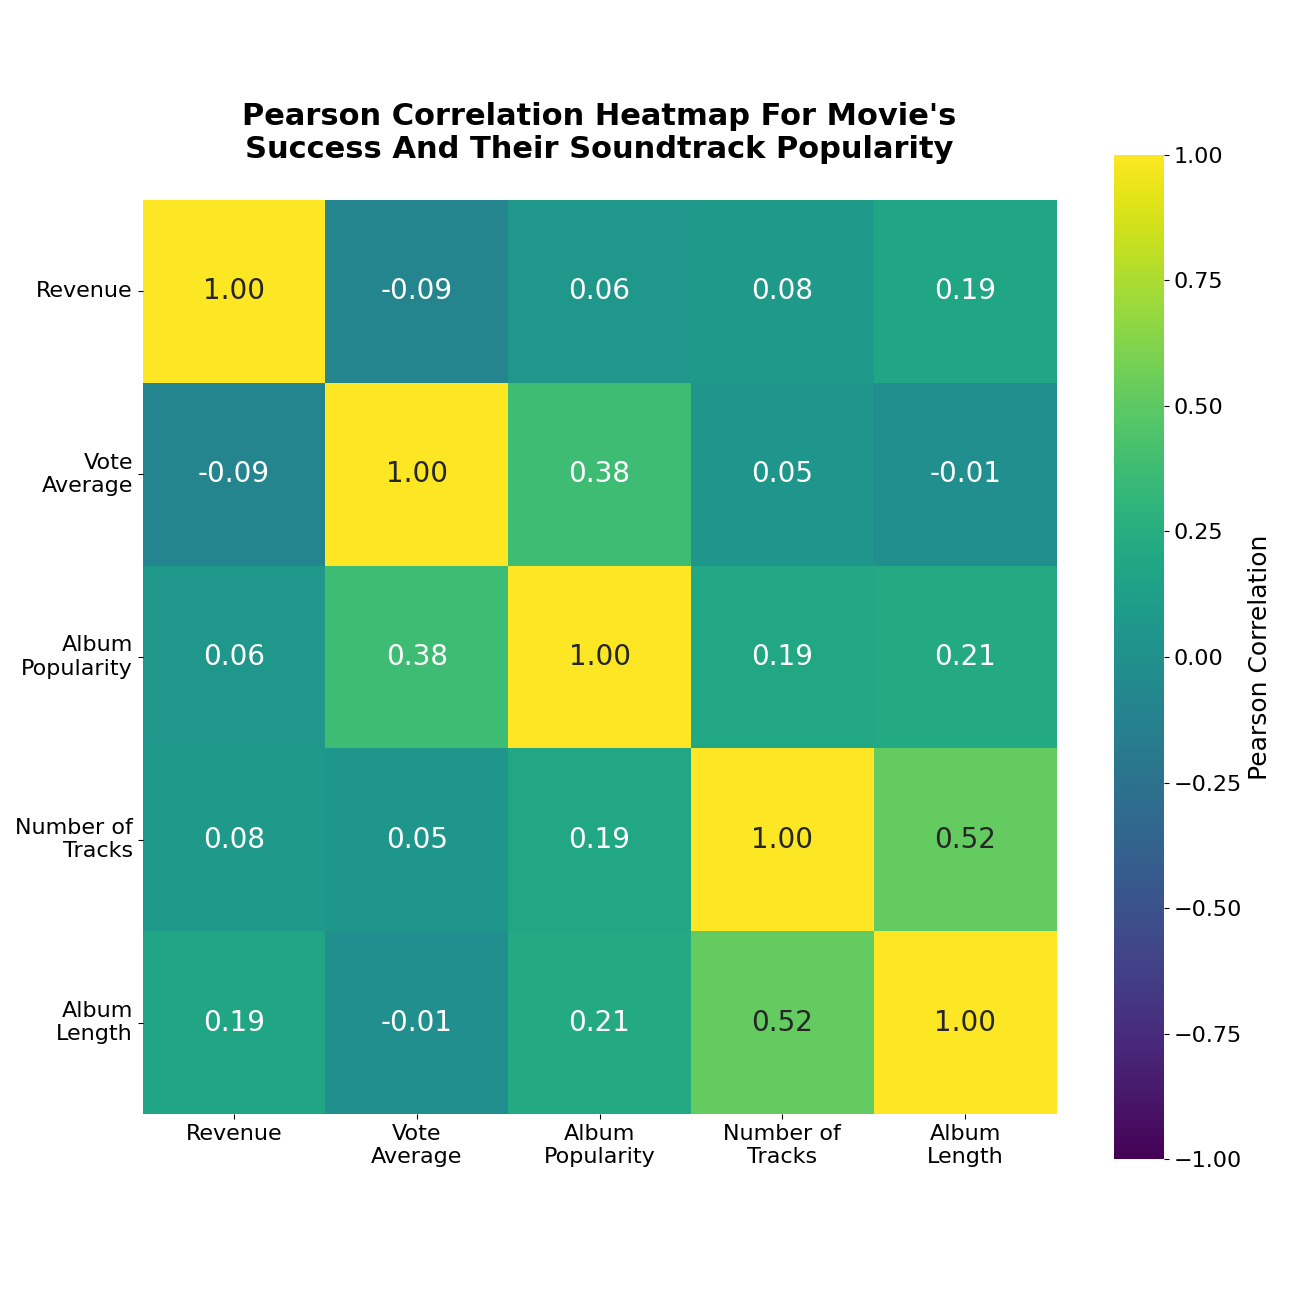 Pearson Correlation Heatmap For Movie's
Success And Their Soundtrack Popularity
Revenue
1.00
-0.09
0.06
0.08
0.19
Vote
Average
-0.09
1.00
0.38
0.05
-0.01
Album
Popularity
0.06
0.38
1.00
0.19
0.21
Number of
Tracks
0.08
0.05
0.19
1.00
0.52
Album
Length
0.19
-0.01
0.21
0.52
1.00
Revenue
Vote
Average
Album
Popularity
Number of
Tracks
Album
Length
1.00
0.75
0.50
0.25
0.00
−0.25
−0.50
−0.75
−1.00
Pearson Correlation